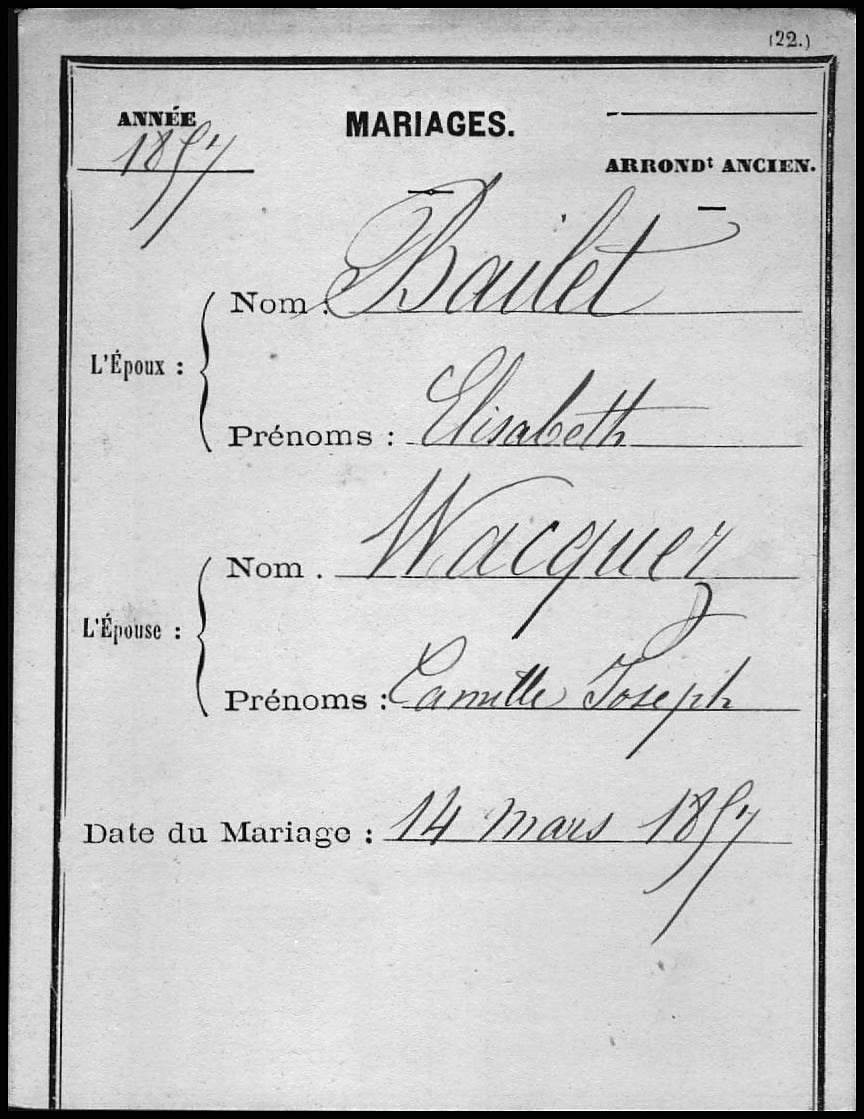 (22.)
ANNÉE
1857
MARIAGES.
ARRONDᵗ ANCIEN.
L'Époux :
Nom : Bailet
Prénoms : Elisabeth
L'Épouse :
Nom . Wacquez
Prénoms : Camille Joseph
Date du Mariage : 14 mars 1857